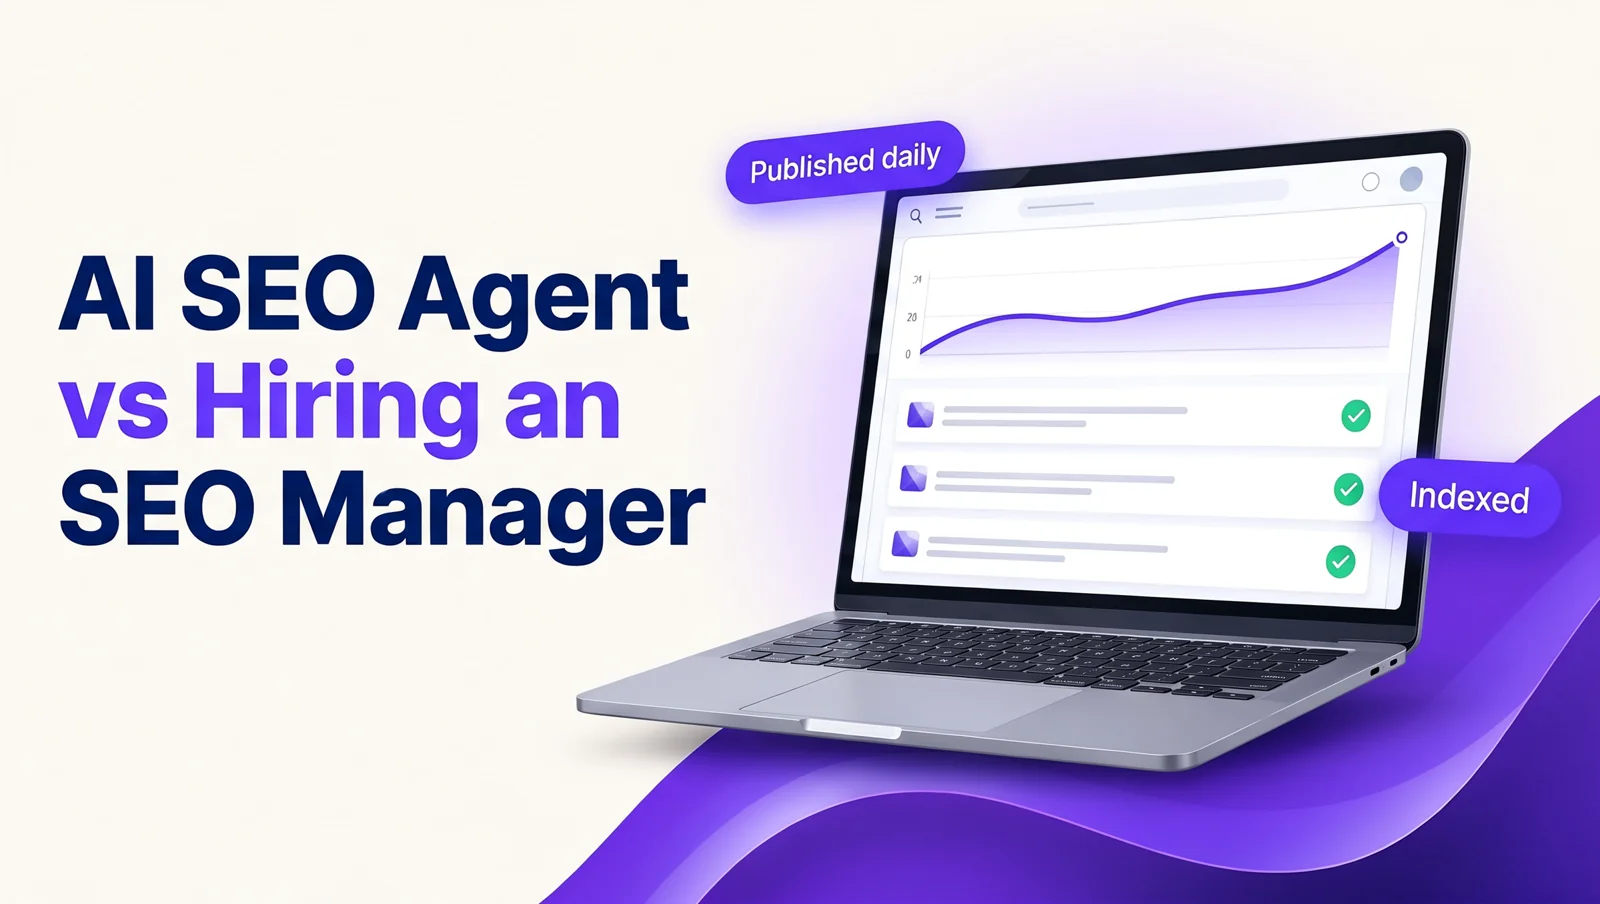 AI SEO Agent
vs Hiring an
SEO Manager
Published daily
20
0
Indexed